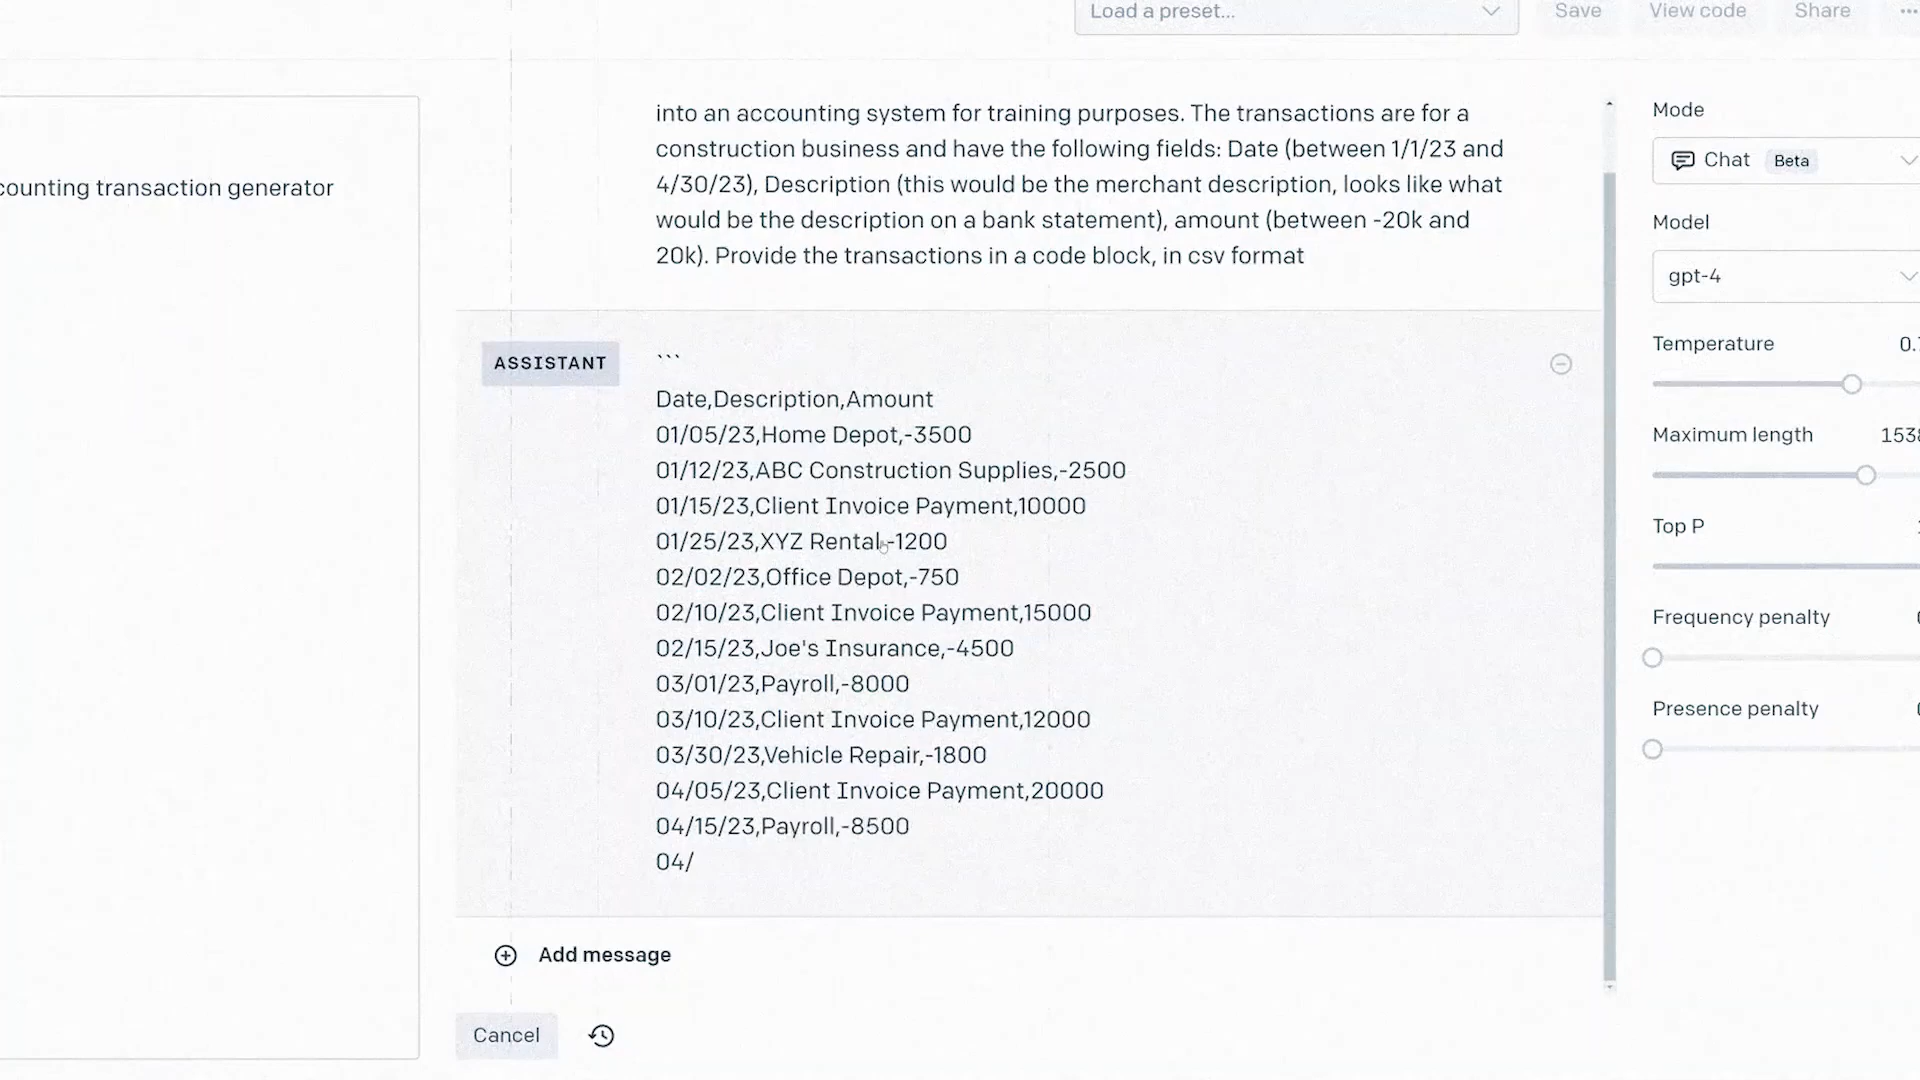 Load a preset...
Save
View code
Share
counting transaction generator
into an accounting system for training purposes. The transactions are for a
construction business and have the following fields: Date (between 1/1/23 and
4/30/23), Description (this would be the merchant description, looks like what
would be the description on a bank statement), amount (between -20k and
20k). Provide the transactions in a code block, in csv format
ASSISTANT
```
Date,Description,Amount
01/05/23,Home Depot,-3500
01/12/23,ABC Construction Supplies,-2500
01/15/23,Client Invoice Payment,10000
01/25/23,XYZ Rental,-1200
02/02/23,Office Depot,-750
02/10/23,Client Invoice Payment,15000
02/15/23,Joe's Insurance,-4500
03/01/23,Payroll,-8000
03/10/23,Client Invoice Payment,12000
03/30/23,Vehicle Repair,-1800
04/05/23,Client Invoice Payment,20000
04/15/23,Payroll,-8500
04/
Add message
Cancel
Mode
Chat Beta
Model
gpt-4
Temperature
Maximum length
Top P
Frequency penalty
Presence penalty